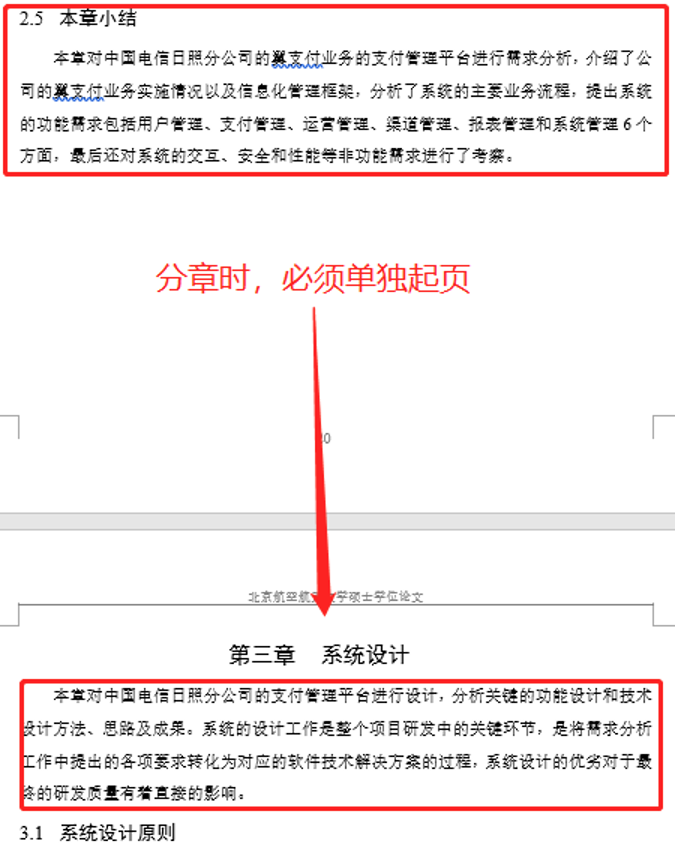 2.5 本章小结
本章对中国电信日照分公司的翼支付业务的支付管理平台进行需求分析，介绍了公
司的翼支付业务实施情况以及信息化管理框架，分析了系统的主要业务流程，提出系统
的功能需求包括用户管理、支付管理、运营管理、渠道管理、报表管理和系统管理 6 个
方面，最后还对系统的交互、安全和性能等非功能需求进行了考察。
分章时，必须单独起页
北京航空航学硕士学位论文
第三章 系统设计
本章对中国电信日照分公司的支付管理平台进行设计，分析关键的功能设计和技术
设计方法、思路及成果。系统的设计工作是整个项目研发中的关键环节，是将需求分析
工作中提出的各项要求转化为对应的软件技术解决方案的过程，系统设计的优劣对于最
终的研发质量有着直接的影响。
3.1 系统设计原则